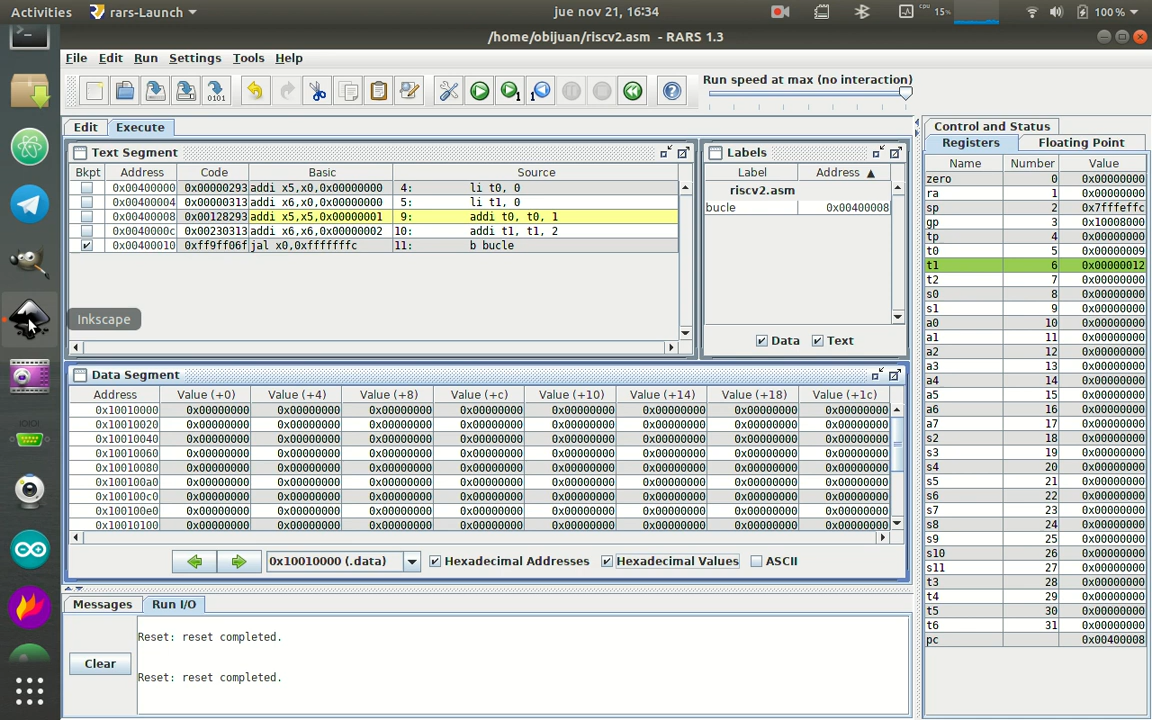 Activities rars-Launch jue nov 21, 16:34 cpu 15% 100 %
/home/obijuan/riscv2.asm - RARS 1.3
File Edit Run Settings Tools Help
Run speed at max (no interaction)
Edit Execute
Text Segment
Bkpt Address Code Basic Source
0x00400000 0x00000293 addi x5,x0,0x00000000 4: li t0, 0
0x00400004 0x00000313 addi x6,x0,0x00000000 5: li t1, 0
0x00400008 0x00128293 addi x5,x5,0x00000001 9: addi t0, t0, 1
0x0040000c 0x00230313 addi x6,x6,0x00000002 10: addi t1, t1, 2
0x00400010 0xff9ff06f jal x0,0xfffffffc 11: b bucle
Labels
Label Address ▲
riscv2.asm
bucle 0x00400008
Data Text
Inkscape
Data Segment
Address Value (+0) Value (+4) Value (+8) Value (+c) Value (+10) Value (+14) Value (+18) Value (+1c)
0x10010000 0x00000000 0x00000000 0x00000000 0x00000000 0x00000000 0x00000000 0x00000000 0x00000000
0x10010020 0x00000000 0x00000000 0x00000000 0x00000000 0x00000000 0x00000000 0x00000000 0x00000000
0x10010040 0x00000000 0x00000000 0x00000000 0x00000000 0x00000000 0x00000000 0x00000000 0x00000000
0x10010060 0x00000000 0x00000000 0x00000000 0x00000000 0x00000000 0x00000000 0x00000000 0x00000000
0x10010080 0x00000000 0x00000000 0x00000000 0x00000000 0x00000000 0x00000000 0x00000000 0x00000000
0x100100a0 0x00000000 0x00000000 0x00000000 0x00000000 0x00000000 0x00000000 0x00000000 0x00000000
0x100100c0 0x00000000 0x00000000 0x00000000 0x00000000 0x00000000 0x00000000 0x00000000 0x00000000
0x100100e0 0x00000000 0x00000000 0x00000000 0x00000000 0x00000000 0x00000000 0x00000000 0x00000000
0x10010100 0x00000000 0x00000000 0x00000000 0x00000000 0x00000000 0x00000000 0x00000000 0x00000000
0x10010000 (.data) Hexadecimal Addresses Hexadecimal Values ASCII
Messages Run I/O
Reset: reset completed.
Clear
Reset: reset completed.
Control and Status
Registers Floating Point
Name Number Value
zero 0 0x00000000
ra 1 0x00000000
sp 2 0x7fffeffc
gp 3 0x10008000
tp 4 0x00000000
t0 5 0x00000009
t1 6 0x00000012
t2 7 0x00000000
s0 8 0x00000000
s1 9 0x00000000
a0 10 0x00000000
a1 11 0x00000000
a2 12 0x00000000
a3 13 0x00000000
a4 14 0x00000000
a5 15 0x00000000
a6 16 0x00000000
a7 17 0x00000000
s2 18 0x00000000
s3 19 0x00000000
s4 20 0x00000000
s5 21 0x00000000
s6 22 0x00000000
s7 23 0x00000000
s8 24 0x00000000
s9 25 0x00000000
s10 26 0x00000000
s11 27 0x00000000
t3 28 0x00000000
t4 29 0x00000000
t5 30 0x00000000
t6 31 0x00000000
pc 0x00400008